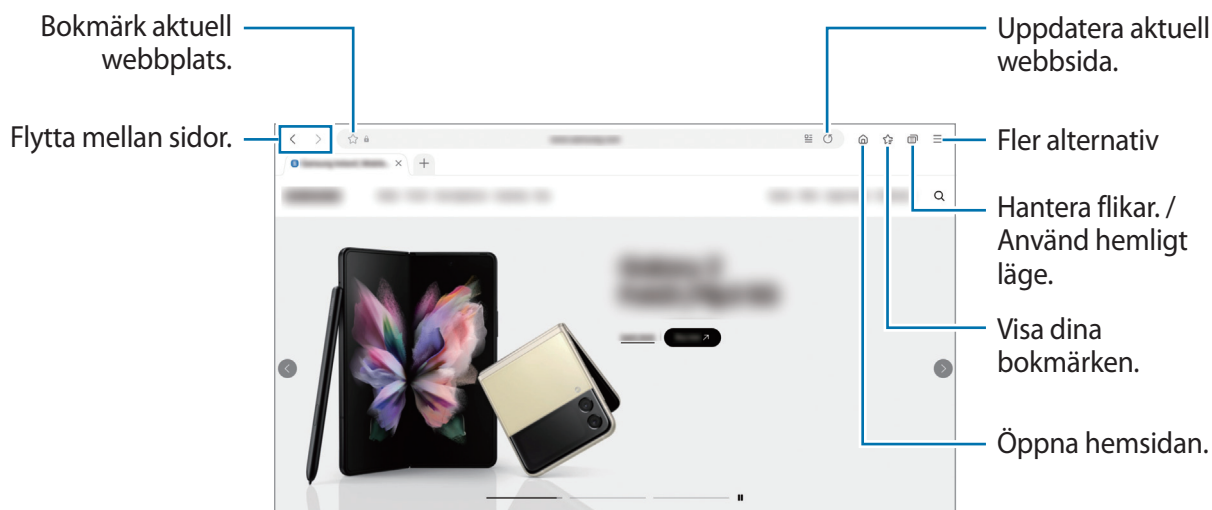 Bokmärk aktuell
webbplats.
Flytta mellan sidor.
Uppdatera aktuell
webbsida.
Fler alternativ
Hantera flikar. /
Använd hemligt
läge.
Visa dina
bokmärken.
Öppna hemsidan.